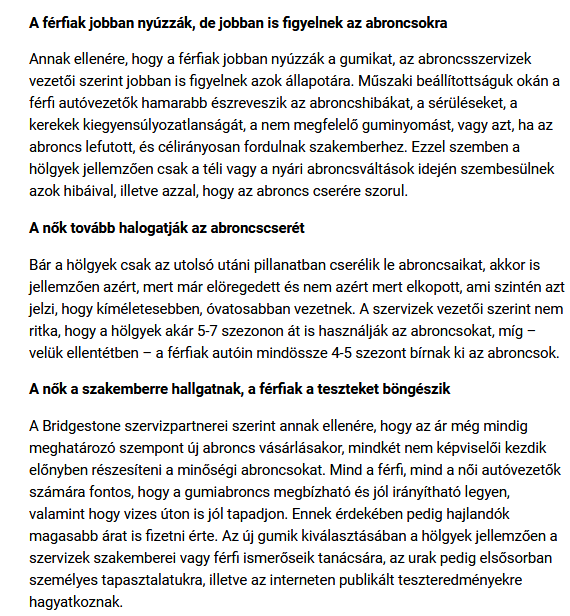 A férfiak jobban nyúzzák, de jobban is figyelnek az abroncsokra
Annak ellenére, hogy a férfiak jobban nyúzzák a gumikat, az abroncsszervizek
vezetői szerint jobban is figyelnek azok állapotára. Műszaki beállítottságuk okán a
férfi autóvezetők hamarabb észreveszik az abroncshibákat, a sérüléseket, a
kerekek kiegyensúlyozatlanságát, a nem megfelelő guminyomást, vagy azt, ha az
abroncs lefutott, és célirányosan fordulnak szakemberhez. Ezzel szemben a
hölgyek jellemzően csak a téli vagy a nyári abroncsváltások idején szembesülnek
azok hibáival, illetve azzal, hogy az abroncs cserére szorul.
A nők tovább halogatják az abroncscserét
Bár a hölgyek csak az utolsó utáni pillanatban cserélik le abroncsaikat, akkor is
jellemzően azért, mert már elöregedett és nem azért mert elkopott, ami szintén azt
jelzi, hogy kíméletesebben, óvatosabban vezetnek. A szervizek vezetői szerint nem
ritka, hogy a hölgyek akár 5-7 szezonon át is használják az abroncsokat, míg –
velük ellentétben – a férfiak autóin mindössze 4-5 szezont bírnak ki az abroncsok.
A nők a szakemberre hallgatnak, a férfiak a teszteket böngészik
A Bridgestone szervizpartnerei szerint annak ellenére, hogy az ár még mindig
meghatározó szempont új abroncs vásárlásakor, mindkét nem képviselői kezdik
előnyben részesíteni a minőségi abroncsokat. Mind a férfi, mind a női autóvezetők
számára fontos, hogy a gumiabroncs megbízható és jól irányítható legyen,
valamint hogy vizes úton is jól tapadjon. Ennek érdekében pedig hajlandók
magasabb árat is fizetni érte. Az új gumik kiválasztásában a hölgyek jellemzően a
szervizek szakemberei vagy férfi ismerőseik tanácsára, az urak pedig elsősorban
személyes tapasztalatukra, illetve az interneten publikált teszteredményekre
hagyatkoznak.